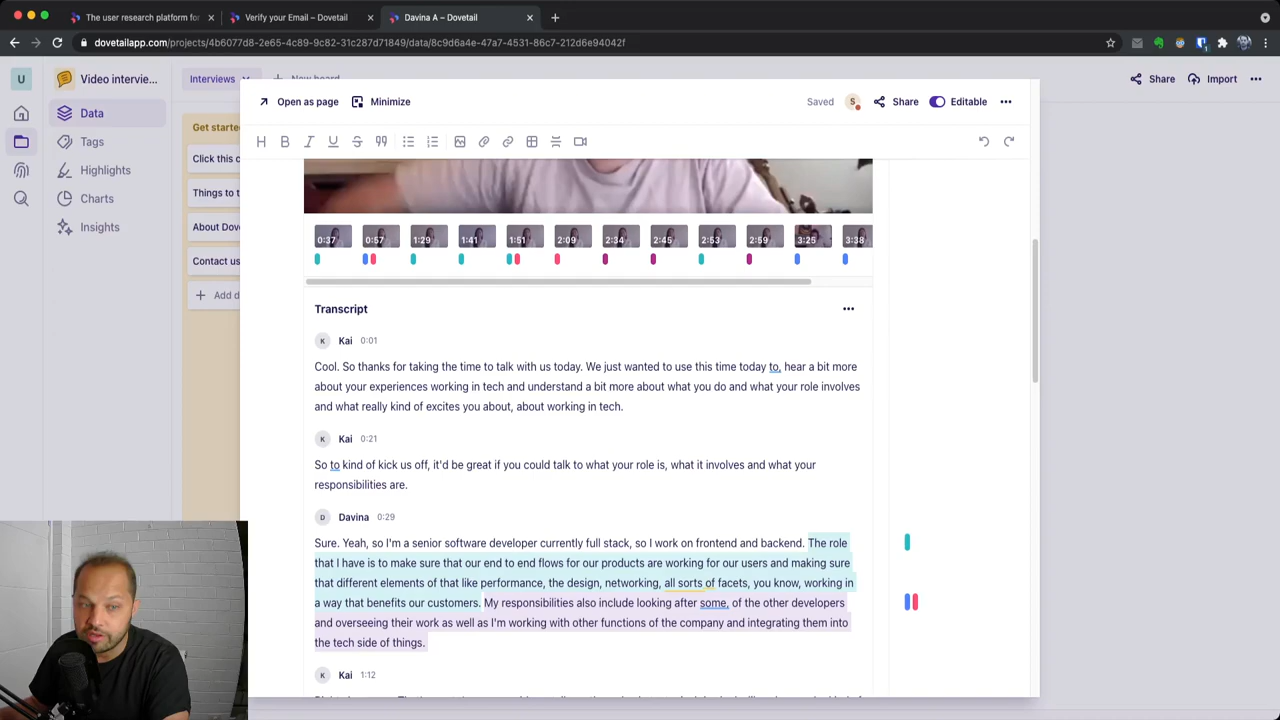 The user research platform for
Verify your Email – Dovetail
Davina A – Dovetail
dovetailapp.com/projects/4b6077d8-2e65-4c89-9c82-31c287d71849/data/8c9d6a4e-47a7-4531-86c7-212d6e94042f
U
Video intervie...
Interviews
New board
Share
Import
Data
Tags
Highlights
Charts
Insights
Get starte
Click this c
Things to t
About Dov
Contact us
Add d
Open as page
Minimize
Saved
S
Share
Editable
H B I U S
0:37 0:57 1:29 1:41 1:51 2:09 2:34 2:45 2:53 2:59 3:25 3:38
Transcript
K Kai 0:01
Cool. So thanks for taking the time to talk with us today. We just wanted to use this time today to, hear a bit more
about your experiences working in tech and understand a bit more about what you do and what your role involves
and what really kind of excites you about, about working in tech.
K Kai 0:21
So to kind of kick us off, it'd be great if you could talk to what your role is, what it involves and what your
responsibilities are.
D Davina 0:29
Sure. Yeah, so I'm a senior software developer currently full stack, so I work on frontend and backend. The role
that I have is to make sure that our end to end flows for our products are working for our users and making sure
that different elements of that like performance, the design, networking, all sorts of facets, you know, working in
a way that benefits our customers. My responsibilities also include looking after some, of the other developers
and overseeing their work as well as I'm working with other functions of the company and integrating them into
the tech side of things.
K Kai 1:12